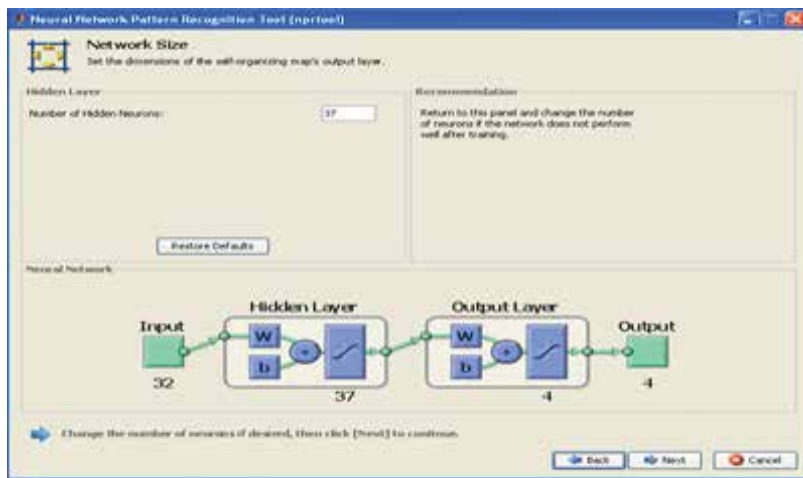 Neural Network Pattern Recognition Tool (nprtool)
Network Size
Set the dimensions of the self-organizing map's output layer.
Hidden Layer
Number of Hidden Neurons:
37
Restore Defaults
Recommendation
Return to this panel and change the number
of neurons if the network does not perform
well after training.
Neural Network
Hidden Layer
Output Layer
Input
Output
W
b
+
W
b
+
32
37
4
4
Change the number of neurons if desired, then click [Next] to continue.
Back
Next
Cancel